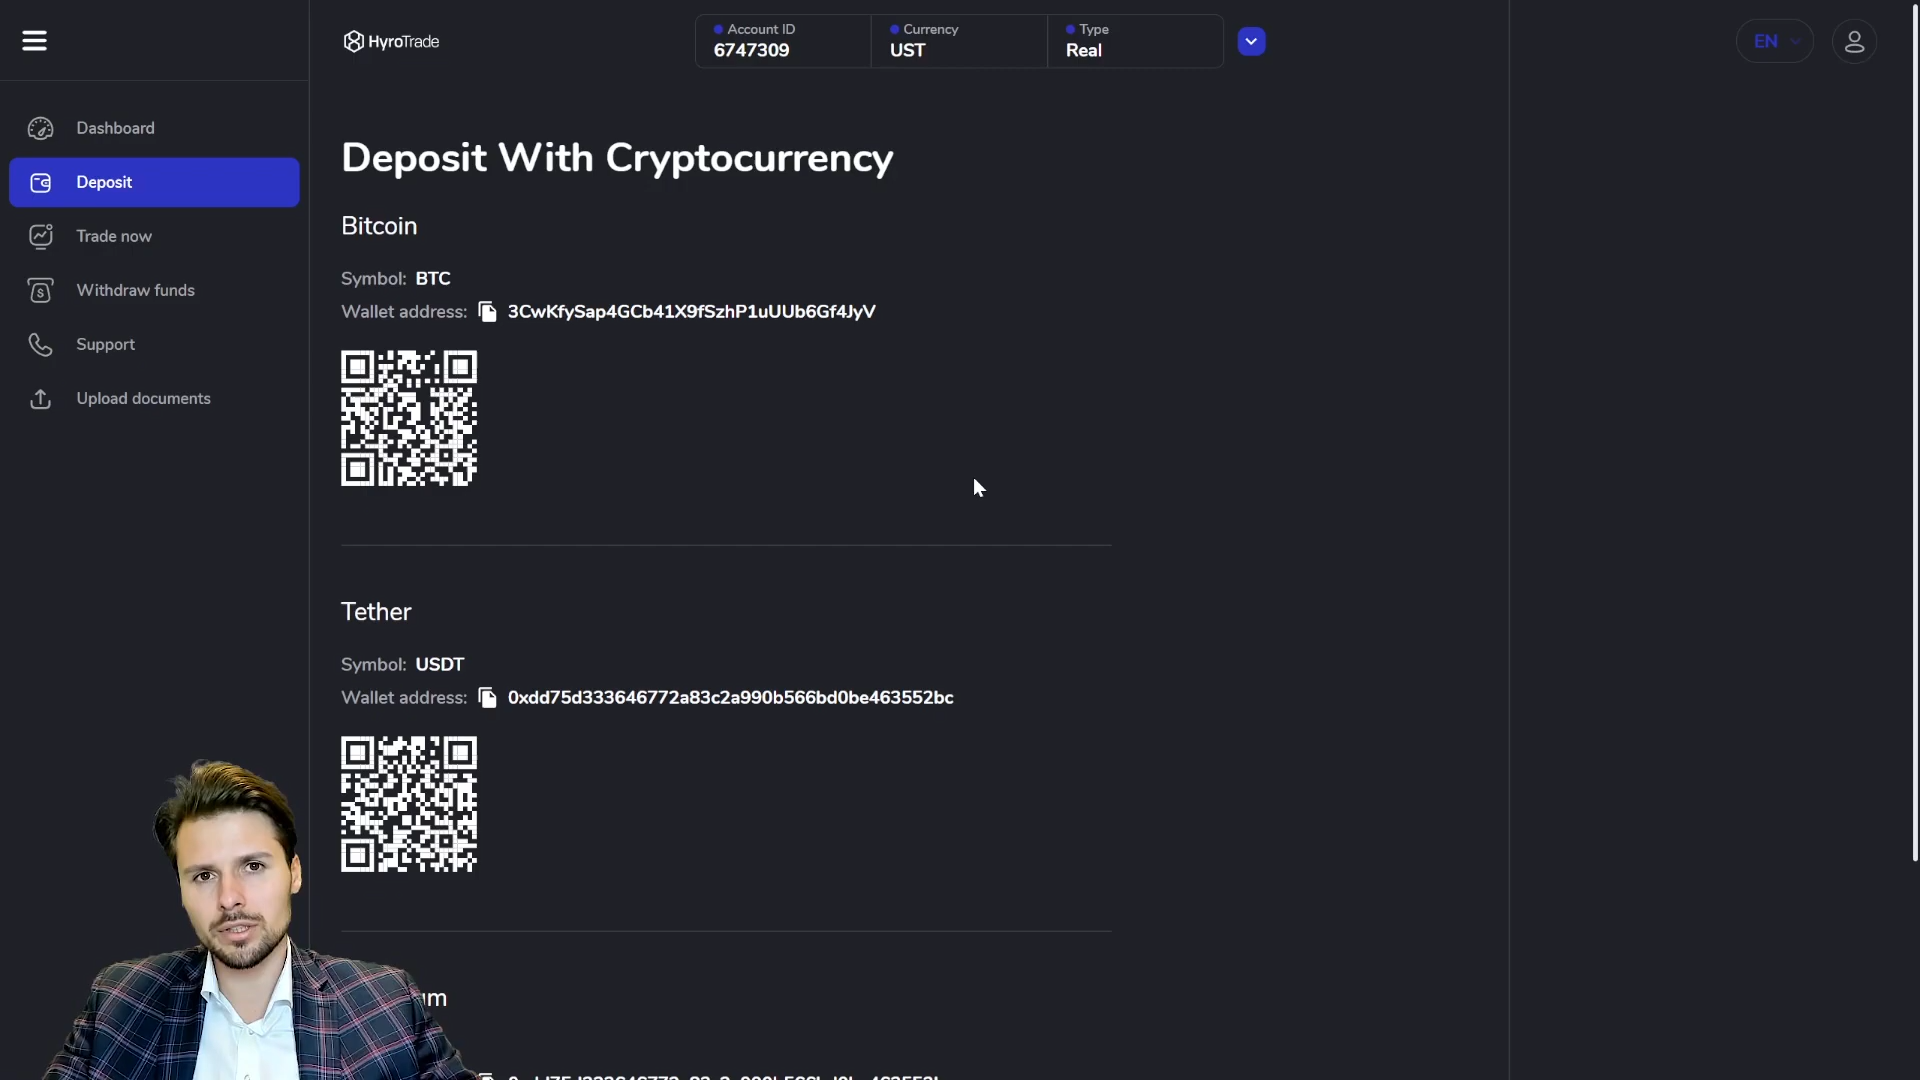 HyroTrade
Account ID
6747309
Currency
UST
Type
Real
EN
Dashboard
Deposit
Trade now
Withdraw funds
Support
Upload documents
Deposit With Cryptocurrency
Bitcoin
Symbol: BTC
Wallet address: 3CwKfySap4GCb41X9fSzhP1uUUb6Gf4JyV
Tether
Symbol: USDT
Wallet address: 0xdd75d333646772a83c2a990b566bd0be463552bc